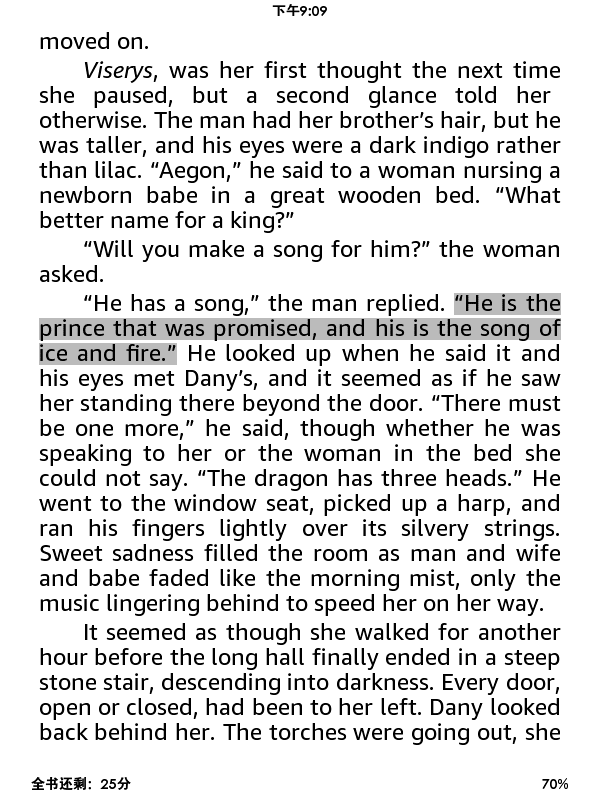 下午9:09
moved on.
Viserys, was her first thought the next time
she paused, but a second glance told her
otherwise. The man had her brother’s hair, but he
was taller, and his eyes were a dark indigo rather
than lilac. “Aegon,” he said to a woman nursing a
newborn babe in a great wooden bed. “What
better name for a king?”
“Will you make a song for him?” the woman
asked.
“He has a song,” the man replied. “He is the
prince that was promised, and his is the song of
ice and fire.” He looked up when he said it and
his eyes met Dany’s, and it seemed as if he saw
her standing there beyond the door. “There must
be one more,” he said, though whether he was
speaking to her or the woman in the bed she
could not say. “The dragon has three heads.” He
went to the window seat, picked up a harp, and
ran his fingers lightly over its silvery strings.
Sweet sadness filled the room as man and wife
and babe faded like the morning mist, only the
music lingering behind to speed her on her way.
It seemed as though she walked for another
hour before the long hall finally ended in a steep
stone stair, descending into darkness. Every door,
open or closed, had been to her left. Dany looked
back behind her. The torches were going out, she
全书还剩：25分
70%